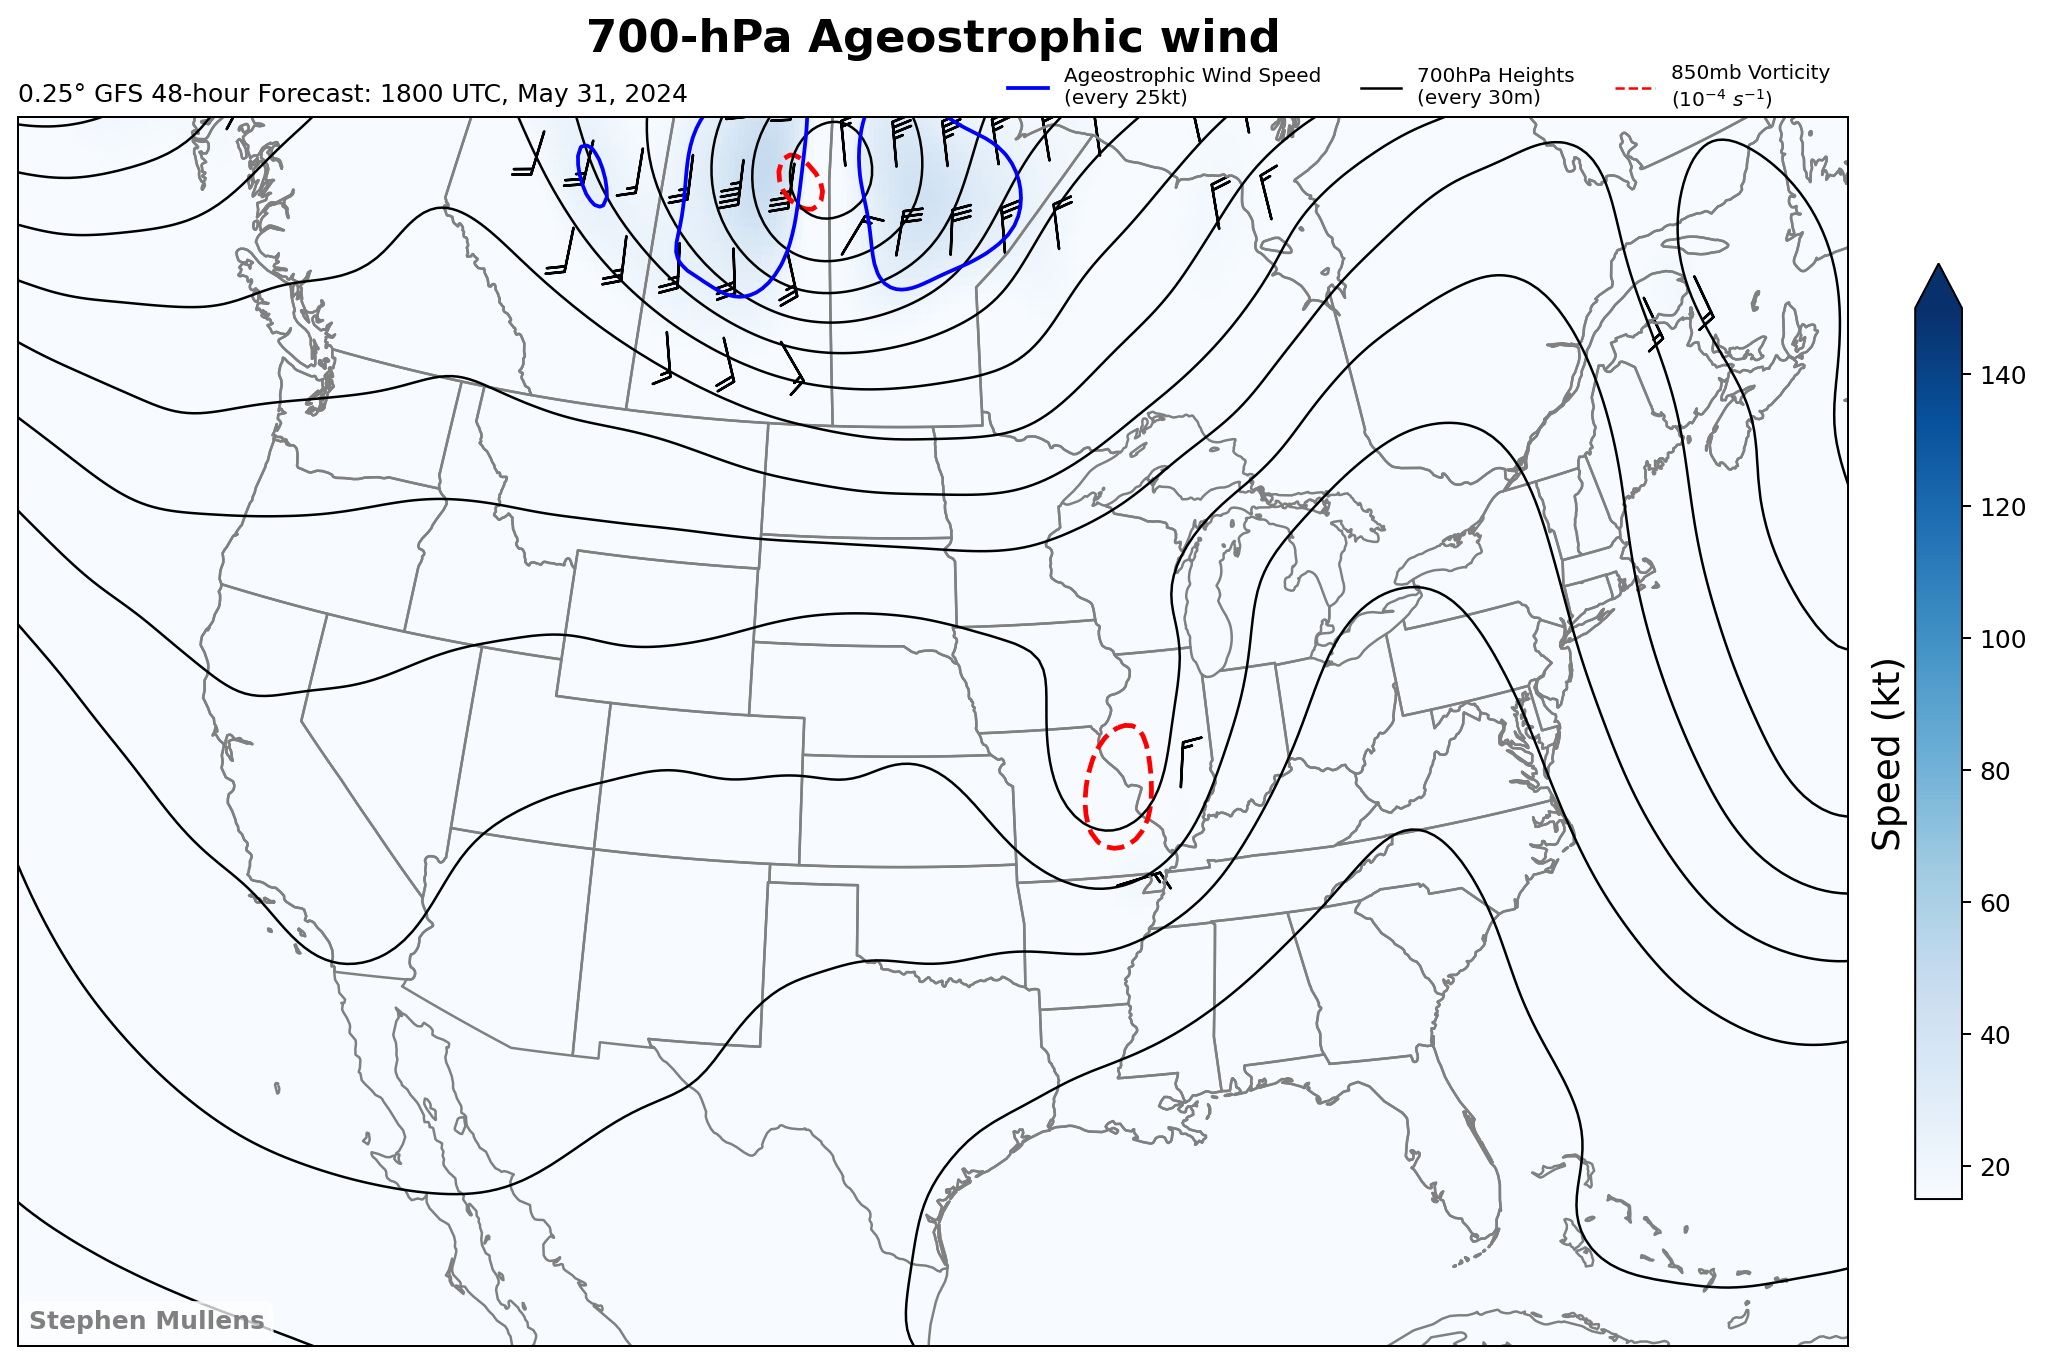 700-hPa Ageostrophic wind
0.25° GFS 48-hour Forecast: 1800 UTC, May 31, 2024
Ageostrophic Wind Speed
(every 25kt)
700hPa Heights
(every 30m)
850mb Vorticity
(10⁻⁴ s⁻¹)
140
120
100
80
60
40
20
Speed (kt)
Stephen Mullens